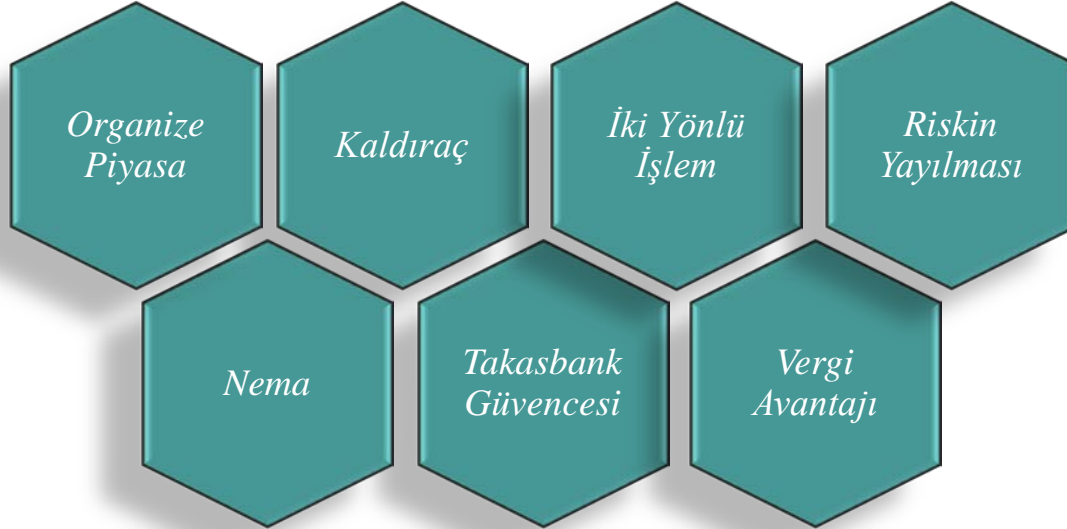 Organize
Piyasa
Kaldıraç
İki Yönlü
İşlem
Riskin
Yayılması
Nema
Takasbank
Güvencesi
Vergi
Avantajı